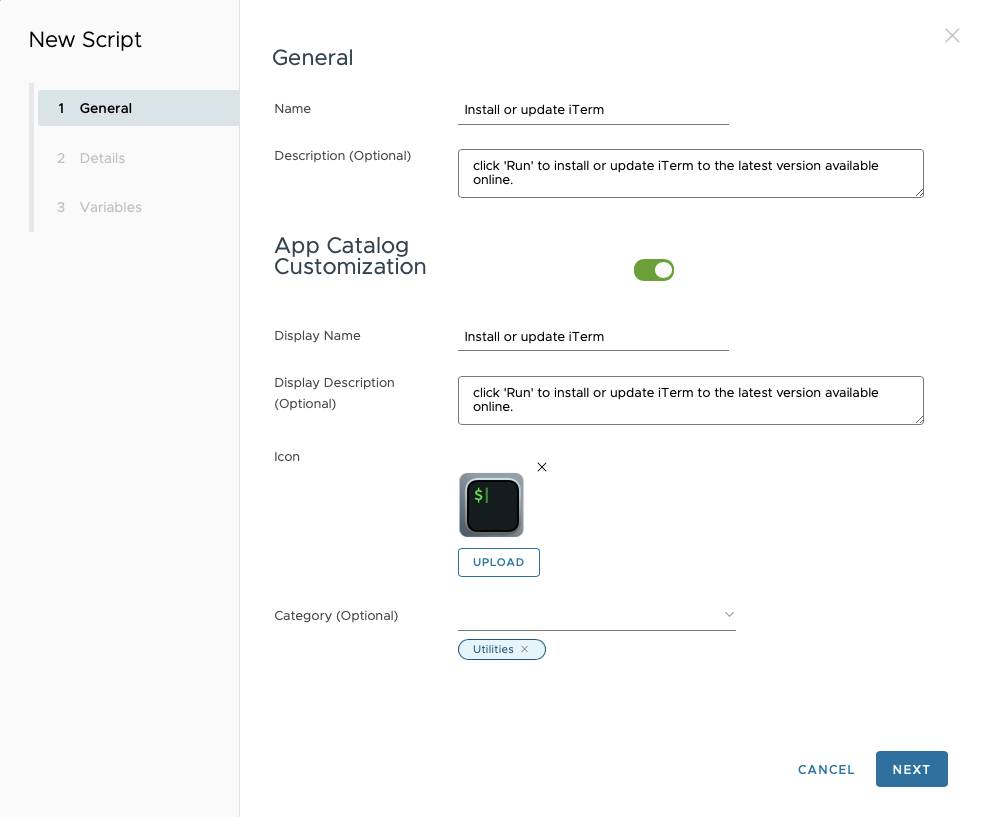 New Script
1 General
2 Details
3 Variables
General
Name
Install or update iTerm
Description (Optional)
click 'Run' to install or update iTerm to the latest version available
online.
App Catalog
Customization
Display Name
Install or update iTerm
Display Description
(Optional)
click 'Run' to install or update iTerm to the latest version available
online.
Icon
$
UPLOAD
Category (Optional)
Utilities
CANCEL
NEXT